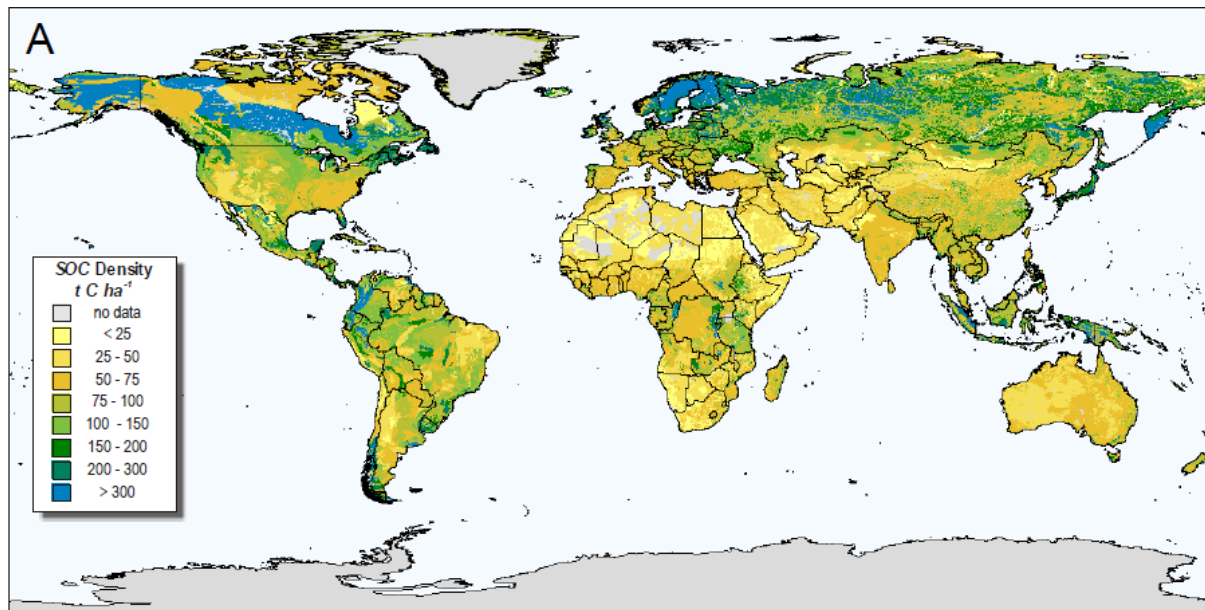 A
SOC Density
t C ha⁻¹
no data
< 25
25 - 50
50 - 75
75 - 100
100 - 150
150 - 200
200 - 300
> 300